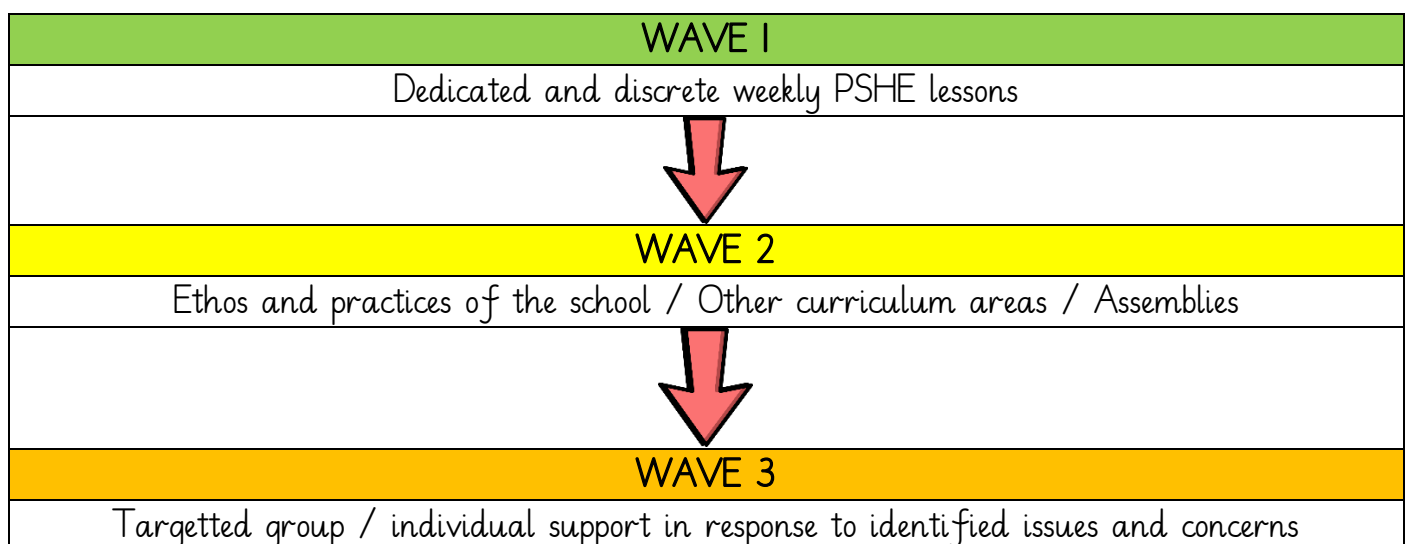 WAVE 1
Dedicated and discrete weekly PSHE lessons
WAVE 2
Ethos and practices of the school / Other curriculum areas / Assemblies
WAVE 3
Targetted group / individual support in response to identified issues and concerns